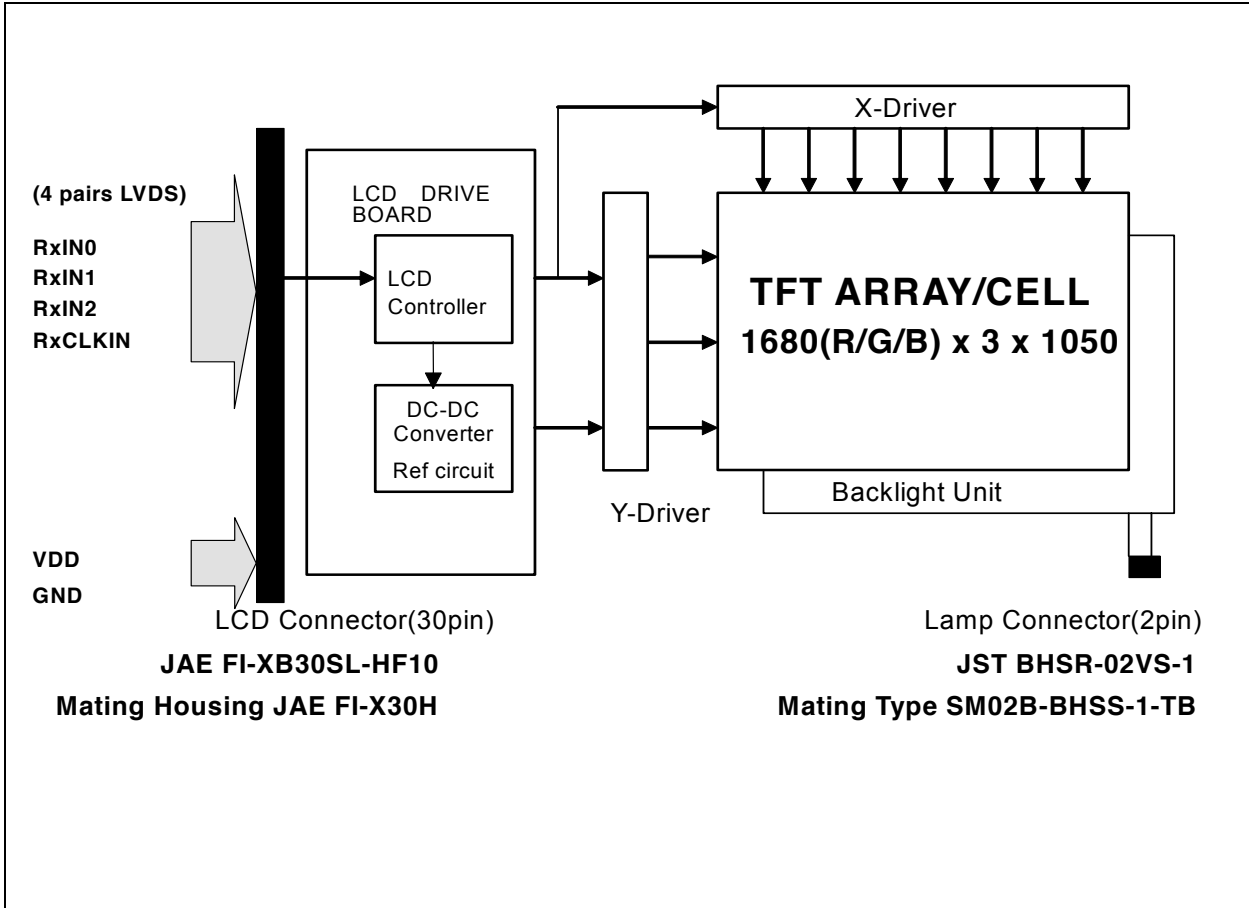 X-Driver
(4 pairs LVDS)
RxIN0
RxIN1
RxIN2
RxCLKIN
LCD DRIVE
BOARD
LCD
Controller
DC-DC
Converter
Ref circuit
Y-Driver
TFT ARRAY/CELL
1680(R/G/B) x 3 x 1050
Backlight Unit
VDD
GND
LCD Connector(30pin)
JAE FI-XB30SL-HF10
Mating Housing JAE FI-X30H
Lamp Connector(2pin)
JST BHSR-02VS-1
Mating Type SM02B-BHSS-1-TB